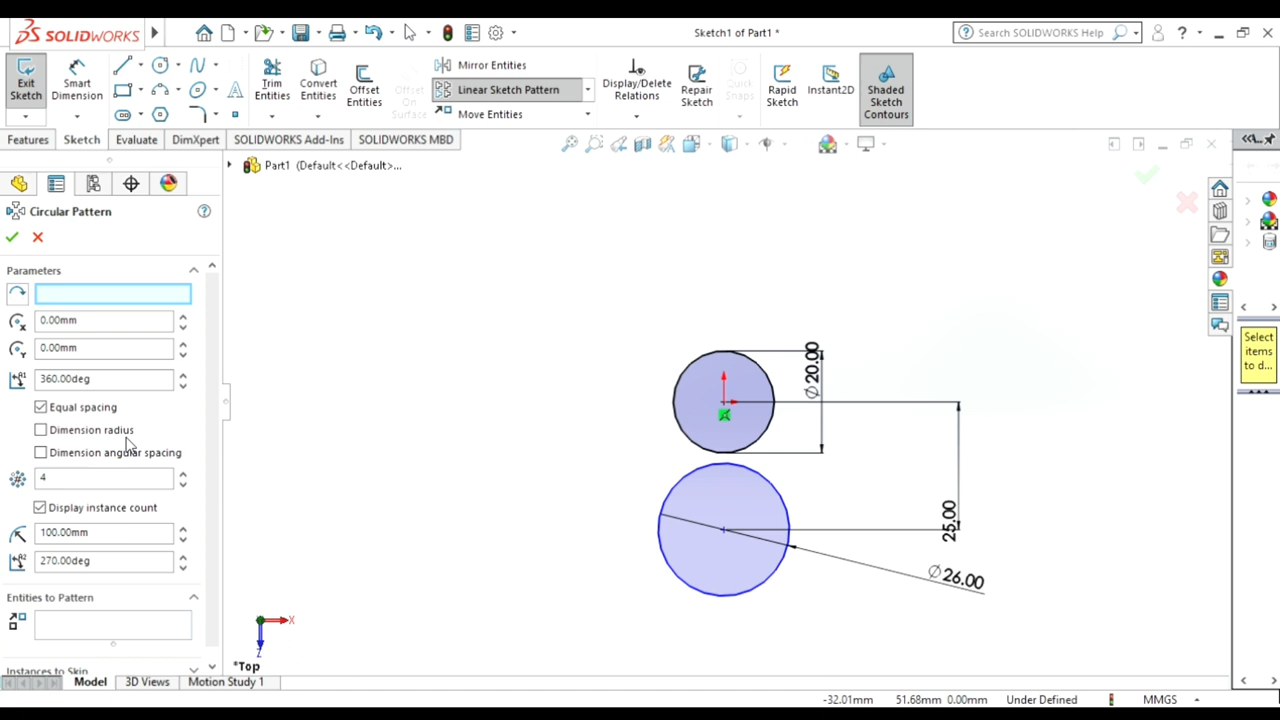 SOLIDWORKS
Sketch1 of Part1 *
Search SOLIDWORKS Help
Exit Sketch
Smart Dimension
Trim Entities
Convert Entities
Offset Entities
Offset On Surface
Mirror Entities
Linear Sketch Pattern
Move Entities
Display/Delete Relations
Repair Sketch
Quick Snaps
Rapid Sketch
Instant2D
Shaded Sketch Contours
Features
Sketch
Evaluate
DimXpert
SOLIDWORKS Add-Ins
SOLIDWORKS MBD
Part1 (Default<<Default>...
Circular Pattern
Parameters
0.00mm
0.00mm
360.00deg
Equal spacing
Dimension radius
Dimension angular spacing
4
Display instance count
100.00mm
270.00deg
Entities to Pattern
Instances to Skip
Ø20.00
25.00
Ø26.00
X
Z
*Top
Select
items
to d...
Model
3D Views
Motion Study 1
-32.01mm
51.68mm
0.00mm
Under Defined
MMGS